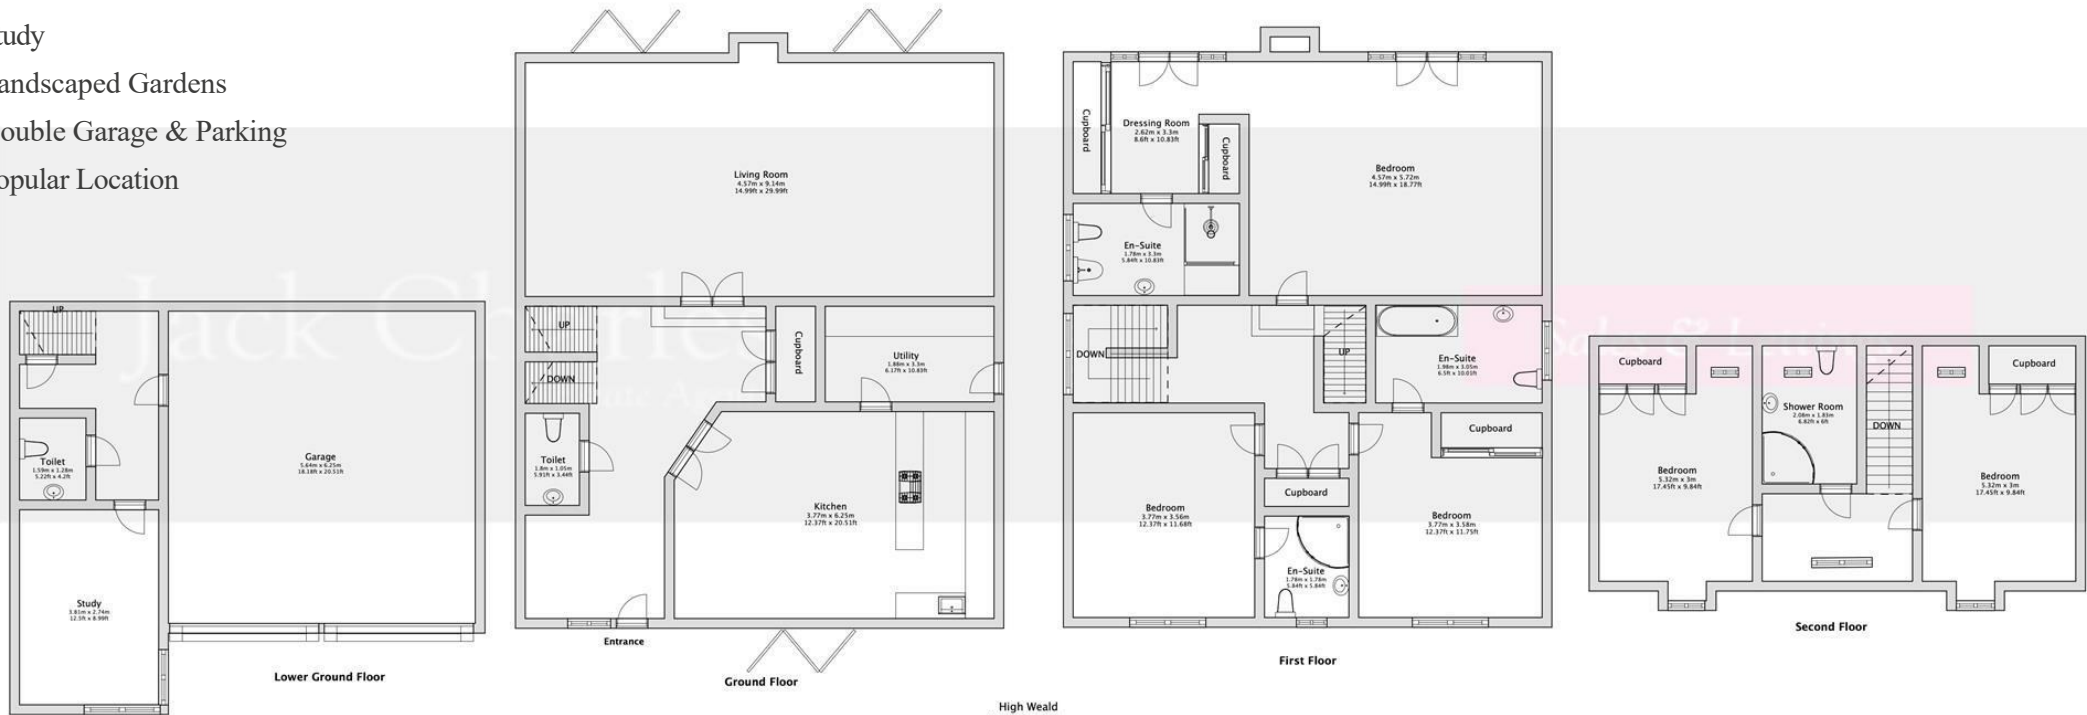 tudy
andscaped Gardens
ouble Garage & Parking
opular Location
UP
Toilet
1.59m x 1.28m
5.22ft x 4.2ft
Garage
5.64m x 6.25m
18.18ft x 20.51ft
Study
3.81m x 2.74m
12.5ft x 8.99ft
Lower Ground Floor
Living Room
4.57m x 9.14m
14.99ft x 29.99ft
UP
DOWN
Cupboard
Utility
1.88m x 3.3m
6.17ft x 10.83ft
Toilet
1.8m x 1.05m
5.91ft x 3.44ft
Kitchen
3.77m x 6.25m
12.37ft x 20.51ft
Entrance
Ground Floor
Cupboard
Dressing Room
2.62m x 3.3m
8.6ft x 10.83ft
Cupboard
Bedroom
4.57m x 5.72m
14.99ft x 18.77ft
En-Suite
1.78m x 3.3m
5.84ft x 10.83ft
DOWN
UP
En-Suite
1.98m x 3.05m
6.5ft x 10.01ft
Cupboard
Cupboard
Bedroom
3.77m x 3.56m
12.37ft x 11.68ft
Bedroom
3.77m x 3.58m
12.37ft x 11.75ft
En-Suite
1.78m x 1.78m
5.84ft x 5.84ft
First Floor
Cupboard
Cupboard
Shower Room
2.08m x 1.83m
6.82ft x 6ft
DOWN
Bedroom
5.32m x 3m
17.45ft x 9.84ft
Bedroom
5.32m x 3m
17.45ft x 9.84ft
Second Floor
High Weald
Jack Charles
Sales & Lettin